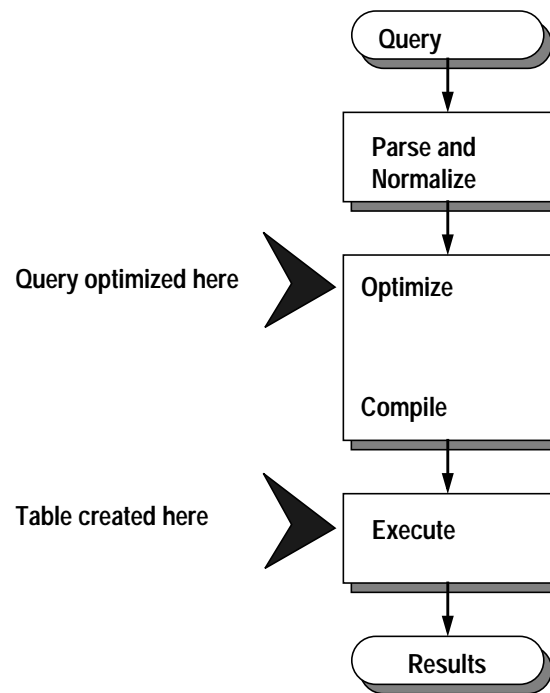 Query
Parse and
Normalize
Query optimized here
Optimize
Compile
Table created here
Execute
Results